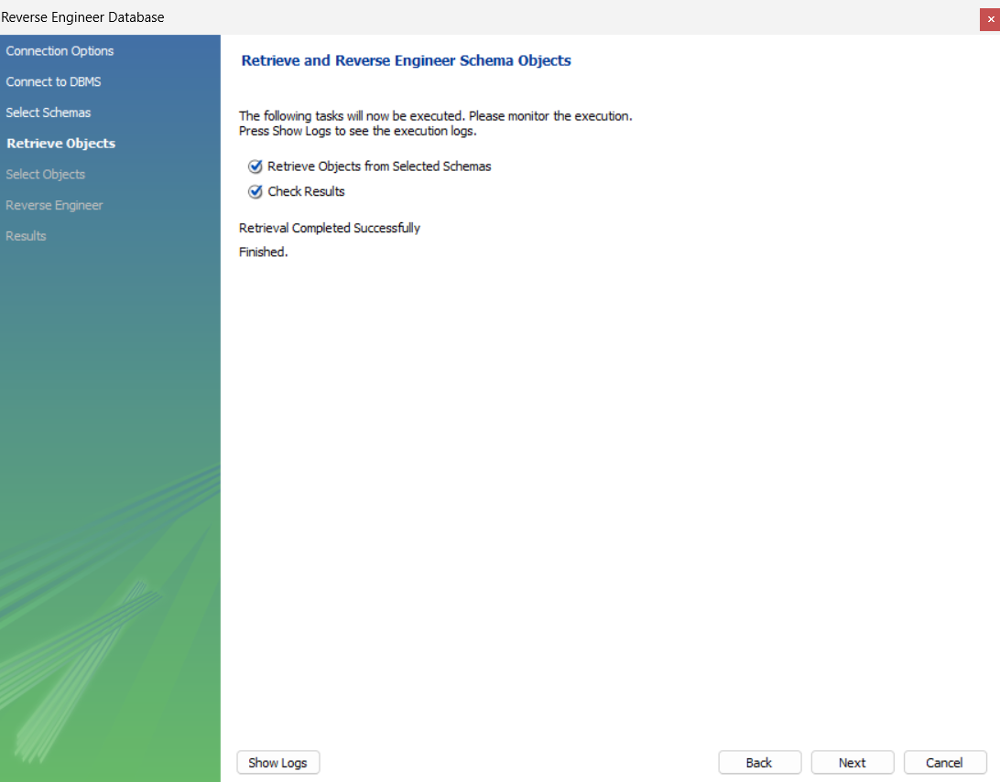 Reverse Engineer Database
Connection Options
Connect to DBMS
Select Schemas
Retrieve Objects
Select Objects
Reverse Engineer
Results
Retrieve and Reverse Engineer Schema Objects
The following tasks will now be executed. Please monitor the execution.
Press Show Logs to see the execution logs.
Retrieve Objects from Selected Schemas
Check Results
Retrieval Completed Successfully
Finished.
Show Logs
Back
Next
Cancel